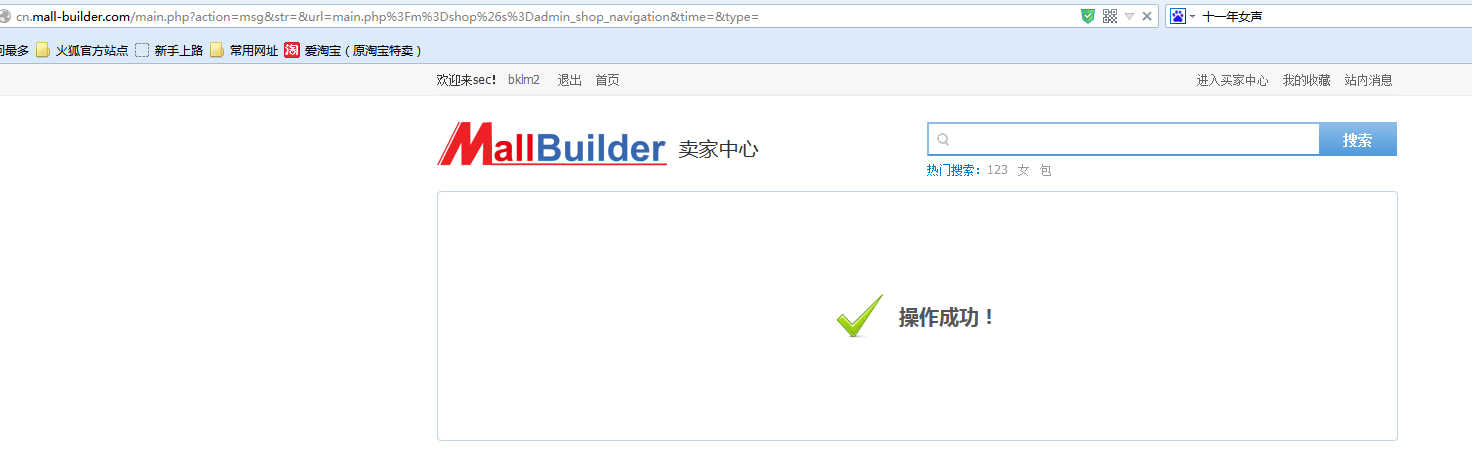 cn.mall-builder.com/main.php?action=msg&str=&url=main.php%3Fm%3Dshop%26s%3Dadmin_shop_navigation&time=&type= 十一年女声
问最多 火狐官方站点 新手上路 常用网址 淘 爱淘宝（原淘宝特卖）
欢迎来sec! bklm2 退出 首页 进入买家中心 我的收藏 站内消息
MallBuilder 卖家中心 搜索
热门搜索：123 女 包
操作成功！